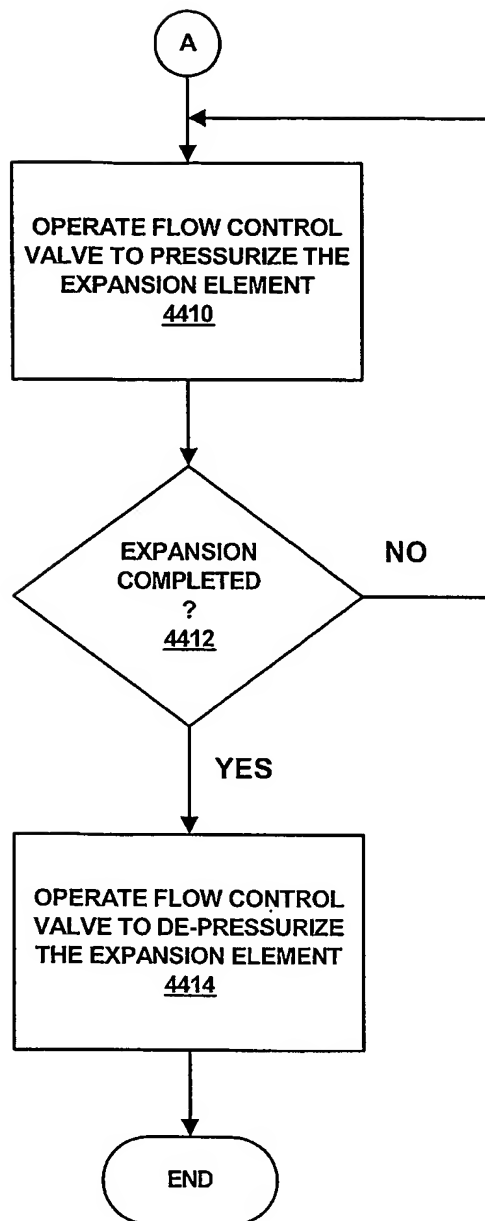 A
OPERATE FLOW CONTROL
VALVE TO PRESSURIZE THE
EXPANSION ELEMENT
4410
EXPANSION
COMPLETED
?
4412
NO
YES
OPERATE FLOW CONTROL
VALVE TO DE-PRESSURIZE
THE EXPANSION ELEMENT
4414
END